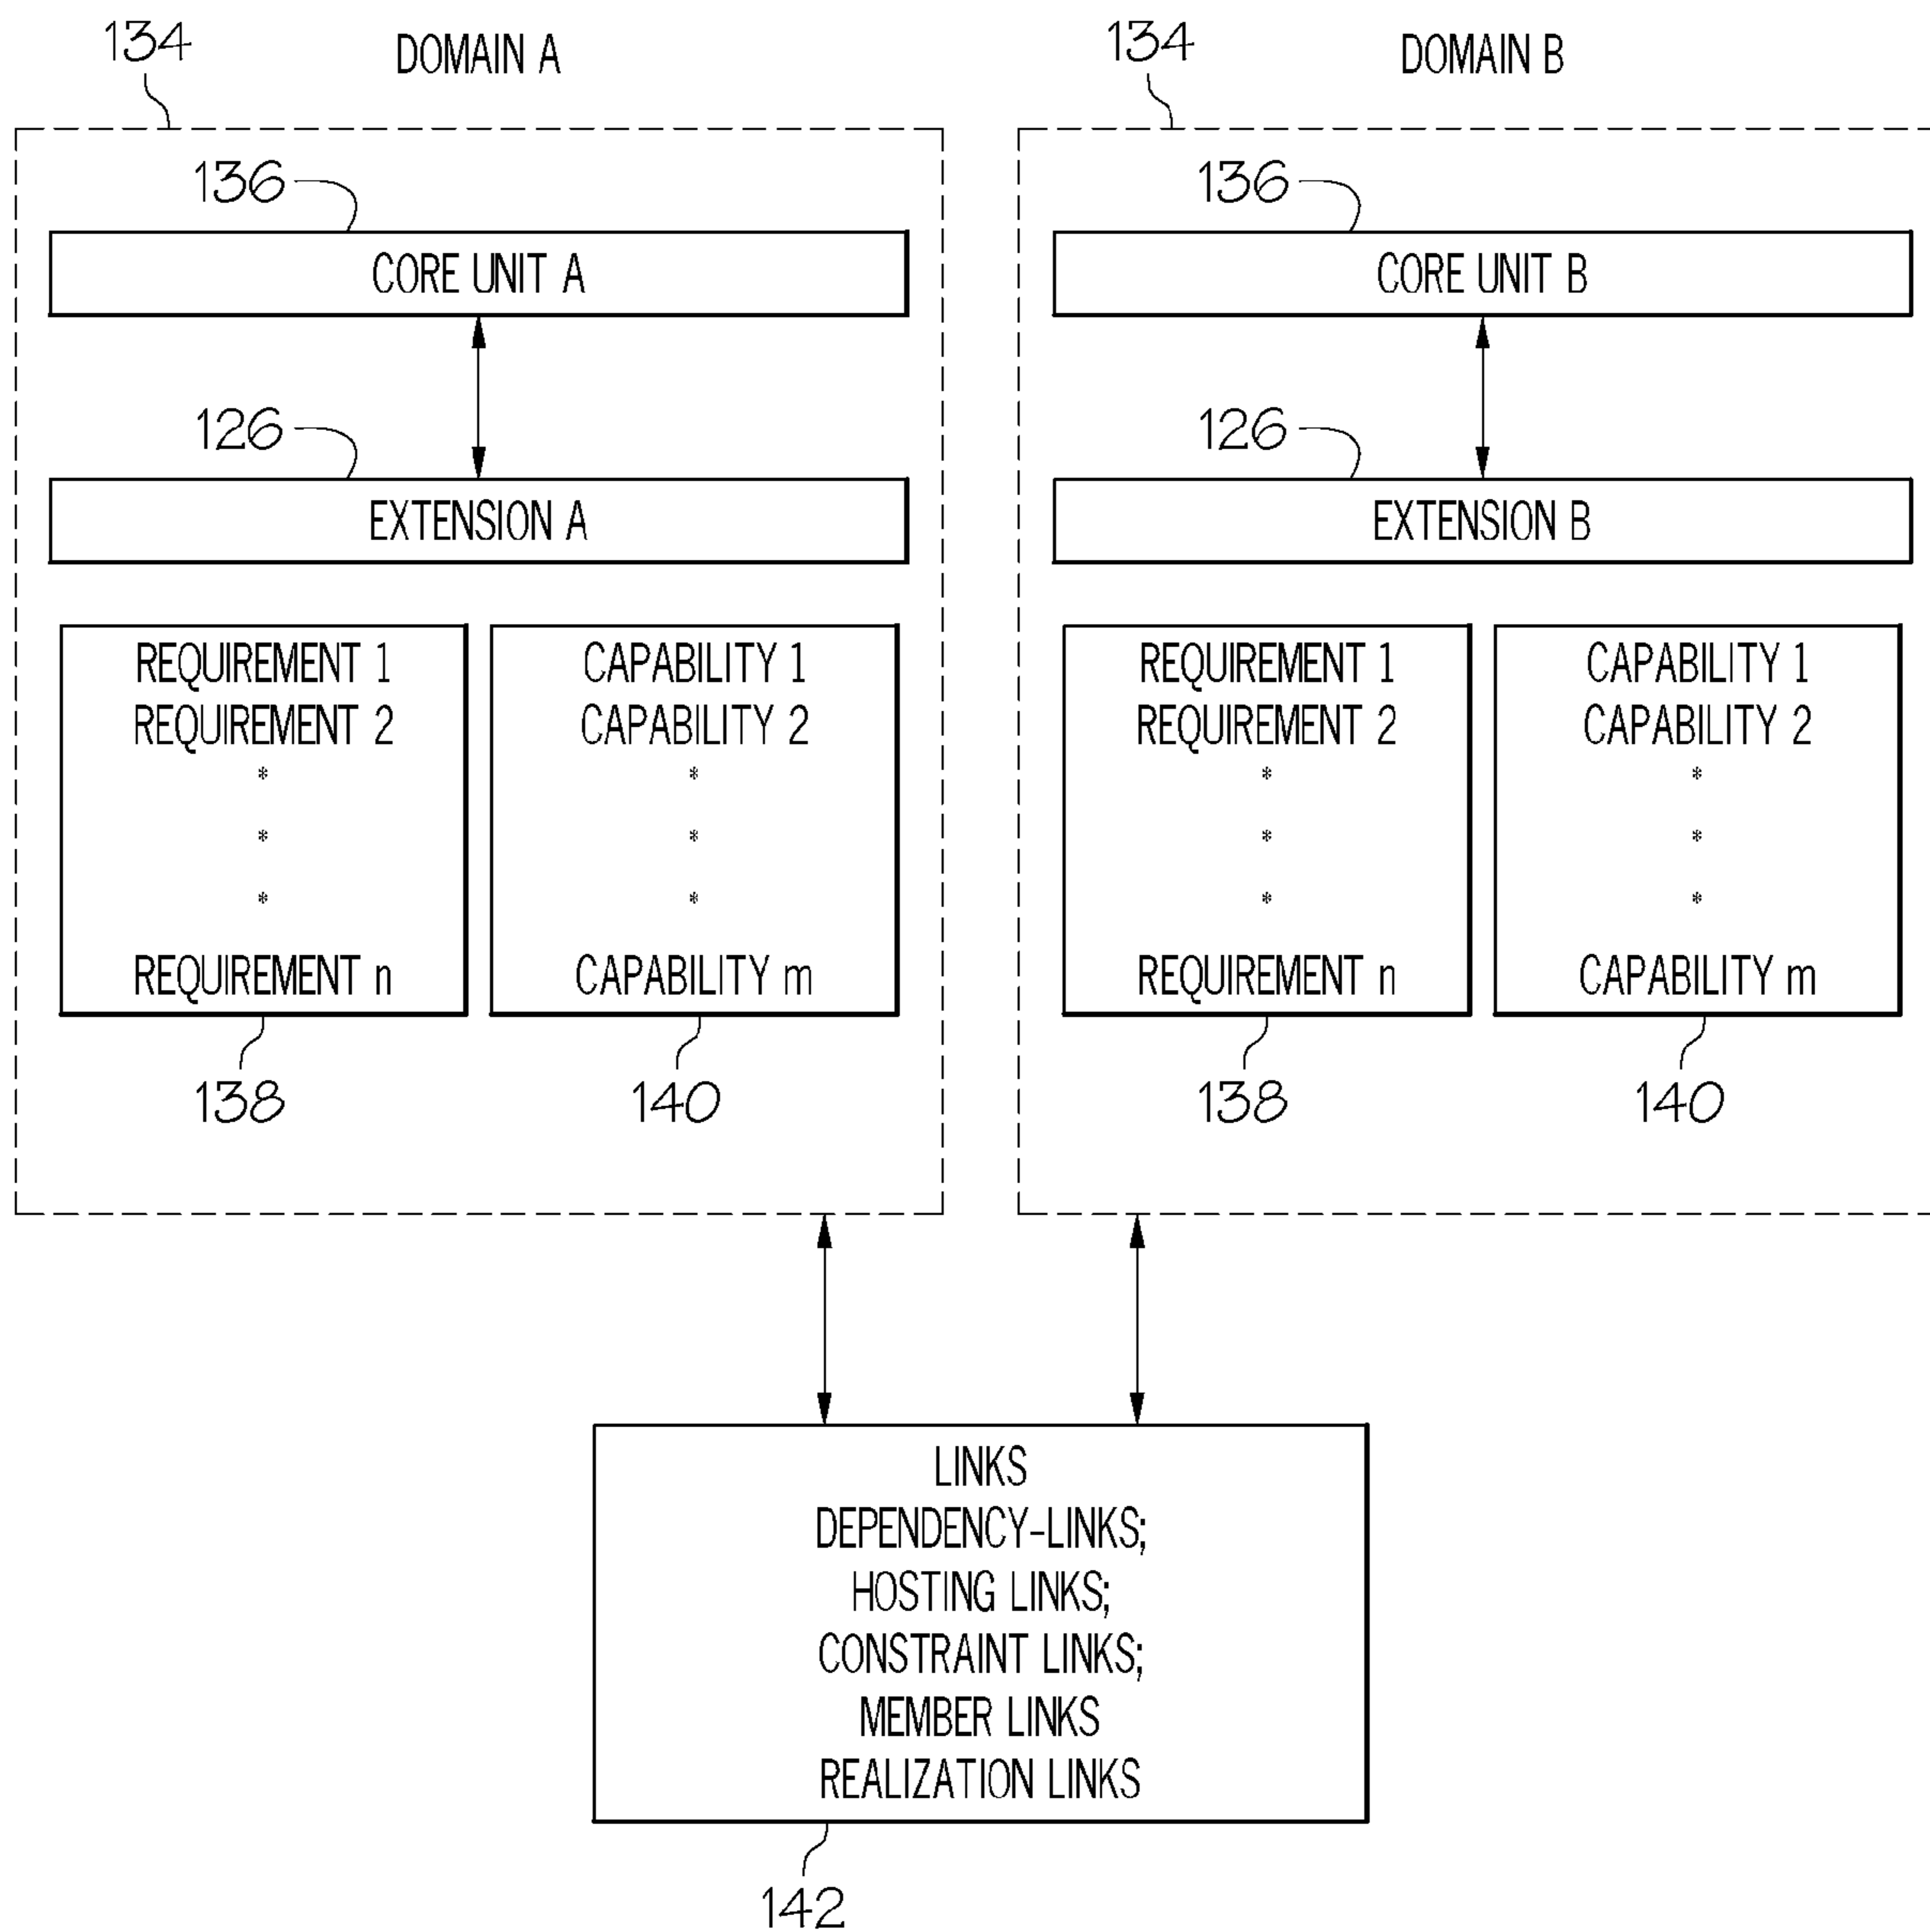 134
DOMAIN A
136
CORE UNIT A
126
EXTENSION A
REQUIREMENT 1
REQUIREMENT 2
*
*
*
REQUIREMENT n
138
CAPABILITY 1
CAPABILITY 2
*
*
*
CAPABILITY m
140
134
DOMAIN B
136
CORE UNIT B
126
EXTENSION B
REQUIREMENT 1
REQUIREMENT 2
*
*
*
REQUIREMENT n
138
CAPABILITY 1
CAPABILITY 2
*
*
*
CAPABILITY m
140
LINKS
DEPENDENCY-LINKS;
HOSTING LINKS;
CONSTRAINT LINKS;
MEMBER LINKS
REALIZATION LINKS
142